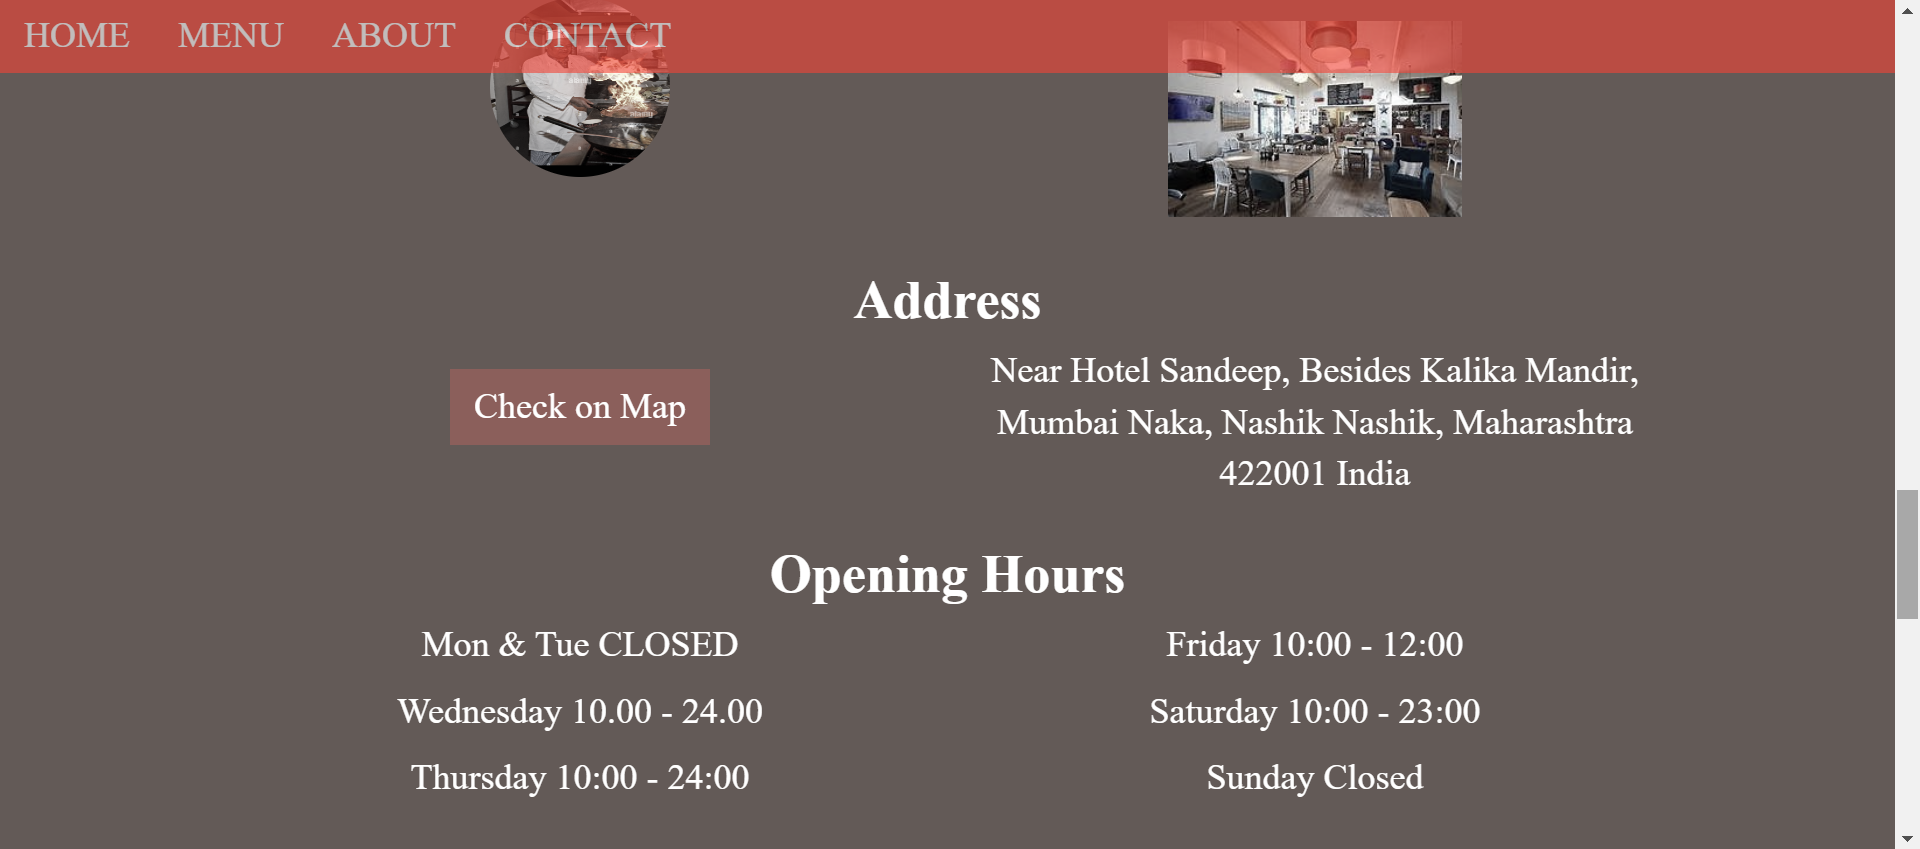 HOME MENU ABOUT CONTACT
Address
Check on Map
Near Hotel Sandeep, Besides Kalika Mandir,
Mumbai Naka, Nashik Nashik, Maharashtra
422001 India
Opening Hours
Mon & Tue CLOSED
Friday 10:00 - 12:00
Wednesday 10.00 - 24.00
Saturday 10:00 - 23:00
Thursday 10:00 - 24:00
Sunday Closed